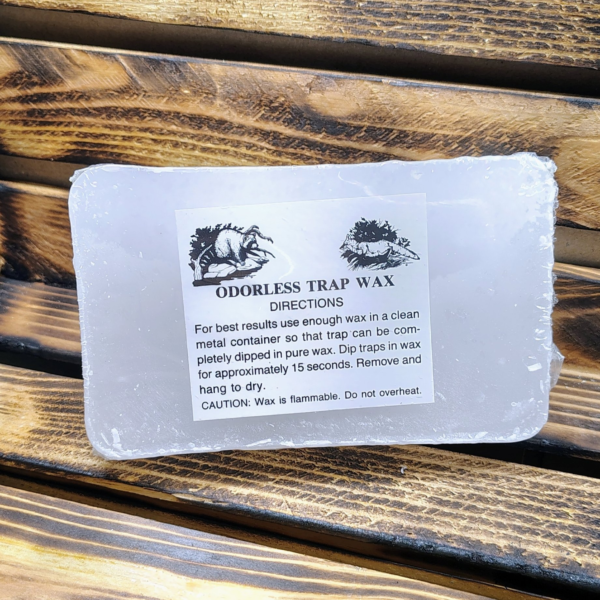 ODORLESS TRAP WAX
DIRECTIONS
For best results use enough wax in a clean
metal container so that trap can be com-
pletely dipped in pure wax. Dip traps in wax
for approximately 15 seconds. Remove and
hang to dry.
CAUTION: Wax is flammable. Do not overheat.